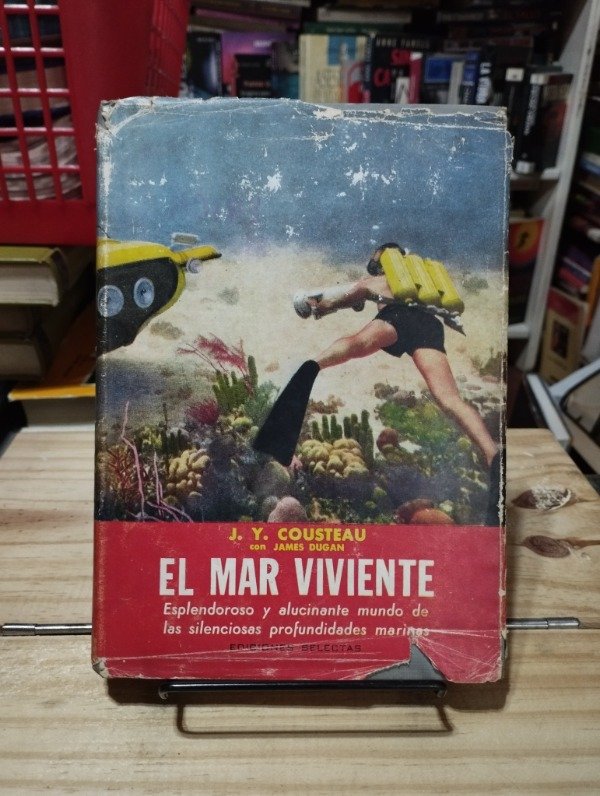 J. Y. COUSTEAU
con JAMES DUGAN
EL MAR VIVIENTE
Esplendoroso y alucinante mundo de
las silenciosas profundidades marinas
EDICIONES SELECTAS